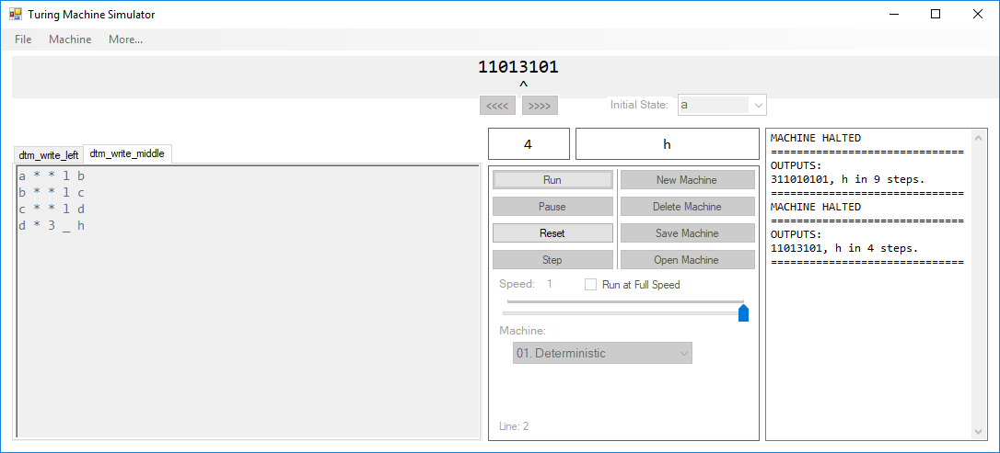 Turing Machine Simulator
File Machine More...
11013101
^
<<<< >>>> Initial State: a
dtm_write_left dtm_write_middle
a * * l b
b * * l c
c * * l d
d * 3 _ h
4 h
Run New Machine
Pause Delete Machine
Reset Save Machine
Step Open Machine
Speed: 1 Run at Full Speed
Machine:
01. Deterministic
Line: 2
MACHINE HALTED
==============================
OUTPUTS:
311010101, h in 9 steps.
==============================
MACHINE HALTED
==============================
OUTPUTS:
11013101, h in 4 steps.
==============================